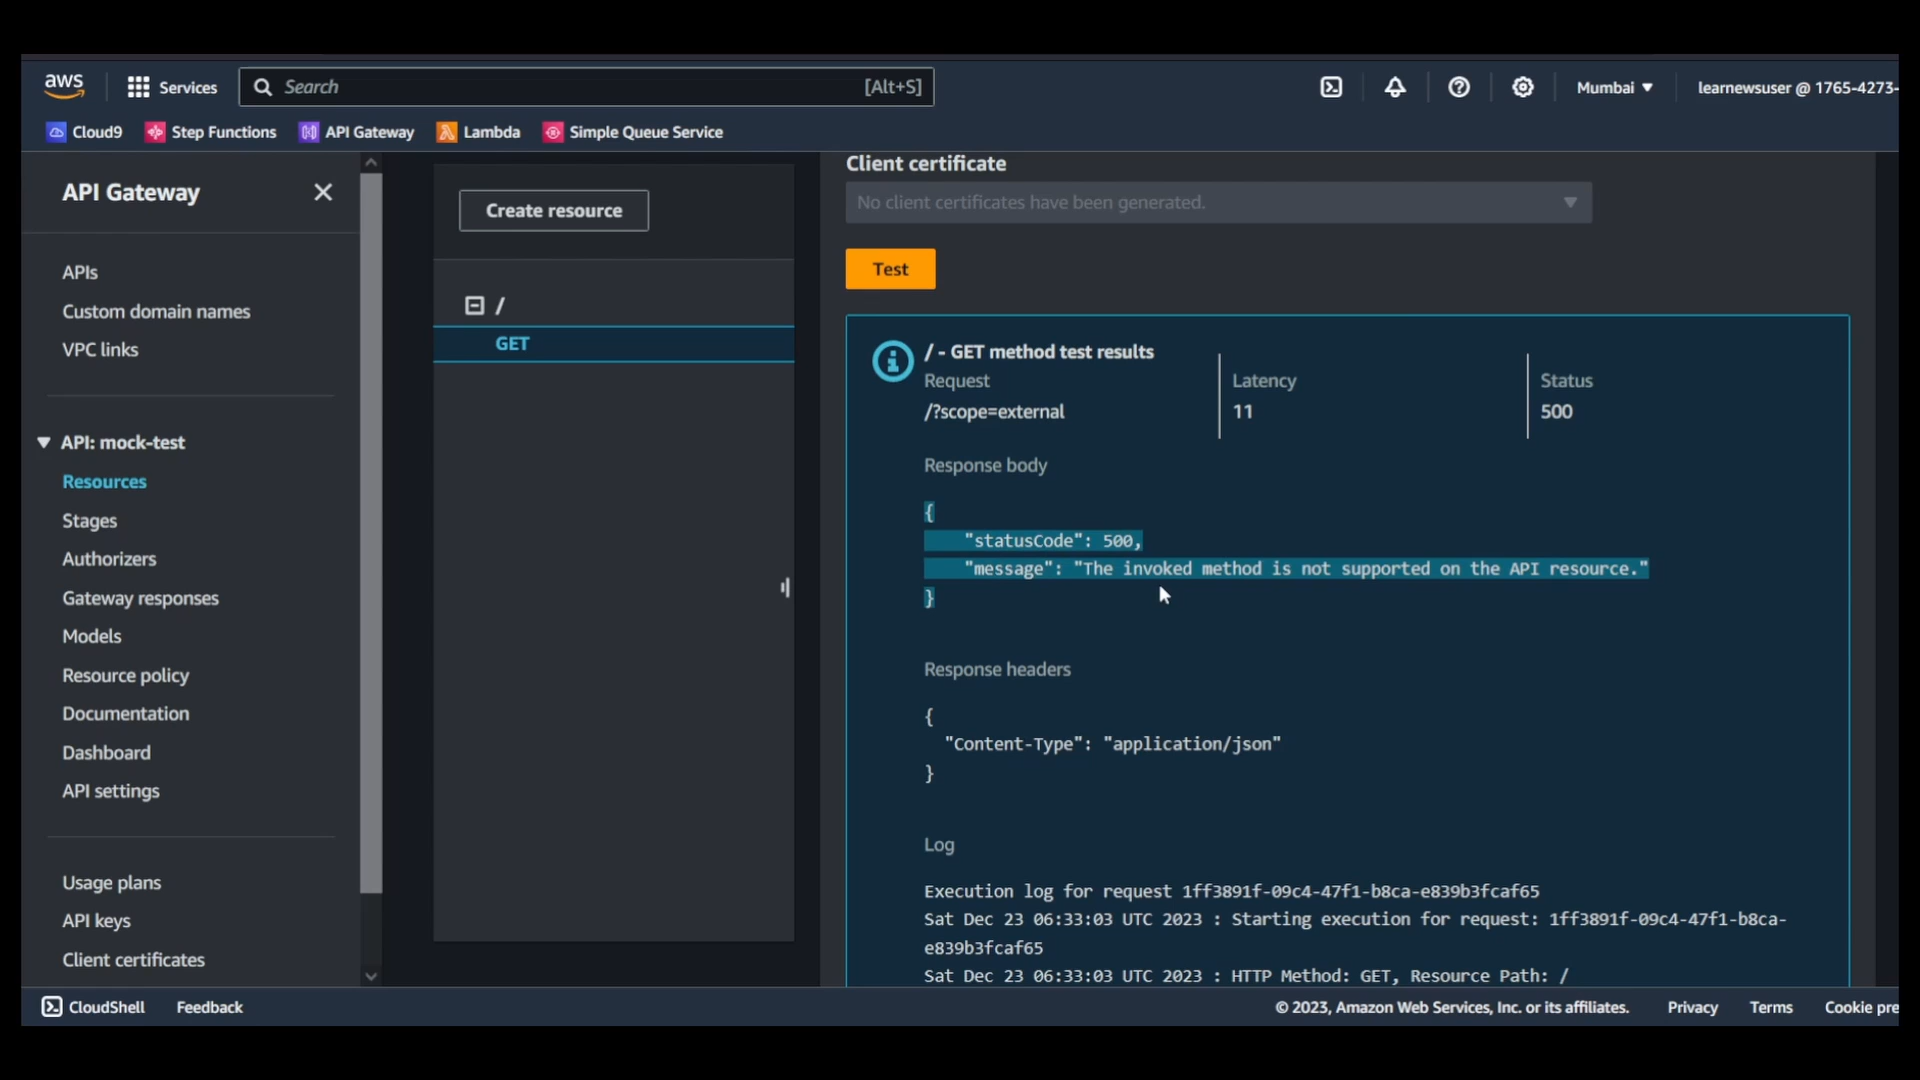 aws
Services
Search
[Alt+S]
Mumbai
learnewsuser @ 1765-4273-
Cloud9
Step Functions
API Gateway
Lambda
Simple Queue Service
API Gateway
APIs
Custom domain names
VPC links
API: mock-test
Resources
Stages
Authorizers
Gateway responses
Models
Resource policy
Documentation
Dashboard
API settings
Usage plans
API keys
Client certificates
Create resource
/
GET
Client certificate
No client certificates have been generated.
Test
/ - GET method test results
Request
/?scope=external
Latency
11
Status
500
Response body
{
"statusCode": 500,
"message": "The invoked method is not supported on the API resource."
}
Response headers
{
"Content-Type": "application/json"
}
Log
Execution log for request 1ff3891f-09c4-47f1-b8ca-e839b3fcaf65
Sat Dec 23 06:33:03 UTC 2023 : Starting execution for request: 1ff3891f-09c4-47f1-b8ca-
e839b3fcaf65
Sat Dec 23 06:33:03 UTC 2023 : HTTP Method: GET, Resource Path: /
CloudShell
Feedback
© 2023, Amazon Web Services, Inc. or its affiliates.
Privacy
Terms
Cookie pre